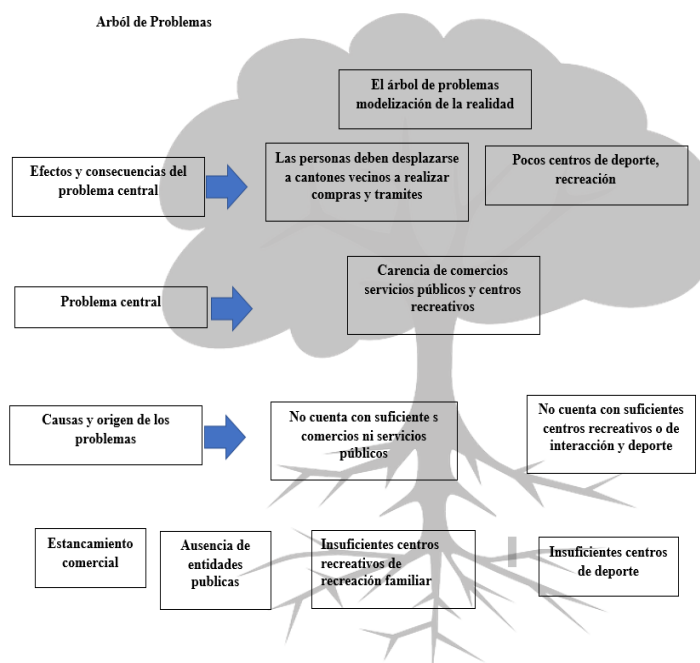 Arból de Problemas
El árbol de problemas
modelización de la realidad
Efectos y consecuencias del
problema central
Las personas deben desplazarse
a cantones vecinos a realizar
compras y tramites
Pocos centros de deporte,
recreación
Problema central
Carencia de comercios
servicios públicos y centros
recreativos
Causas y origen de los
problemas
No cuenta con suficiente s
comercios ni servicios
públicos
No cuenta con suficientes
centros recreativos o de
interacción y deporte
Estancamiento
comercial
Ausencia de
entidades
publicas
Insuficientes centros
recreativos de
recreación familiar
Insuficientes centros
de deporte